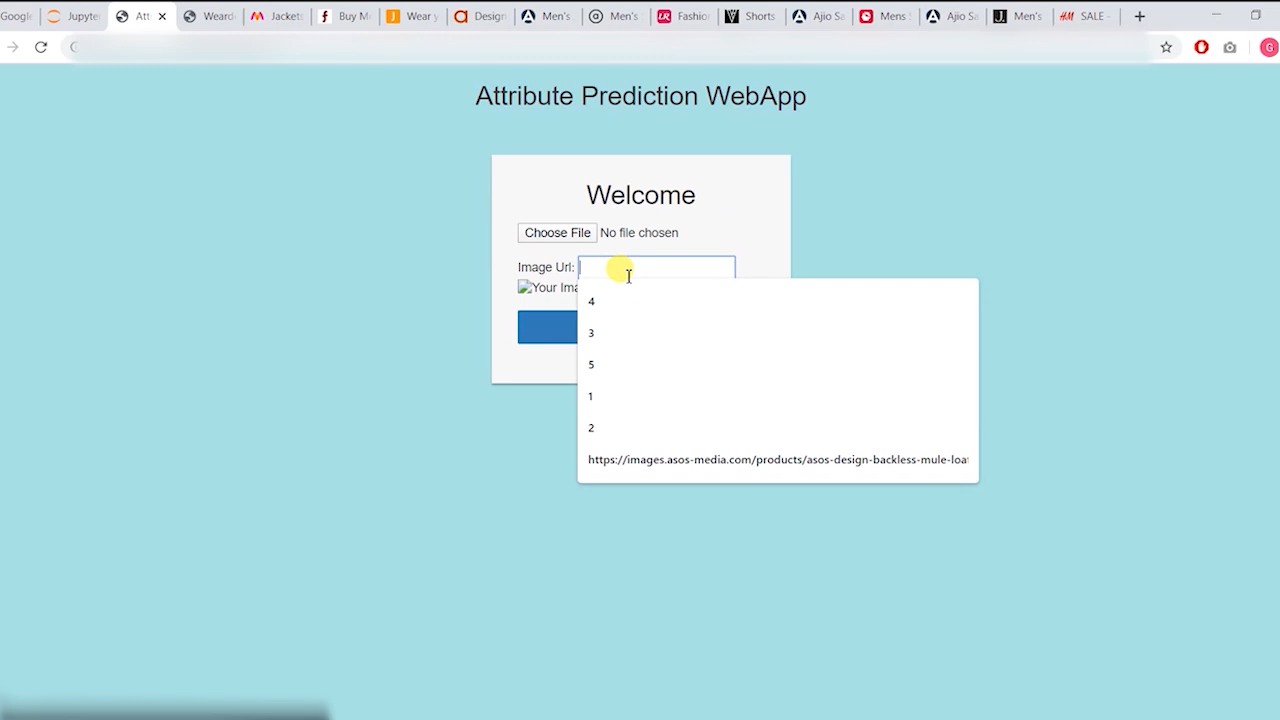 Google
Jupyte
Att
Weard
Jackets
Buy M
Wear y
Design
Men's
Men's
Fashion
Shorts
Ajio Sa
Mens
Ajio Sa
Men's
SALE -
G
Attribute Prediction WebApp
Welcome
Choose File No file chosen
Image Url:
Your Ima
4
3
5
1
2
https://images.asos-media.com/products/asos-design-backless-mule-loaf